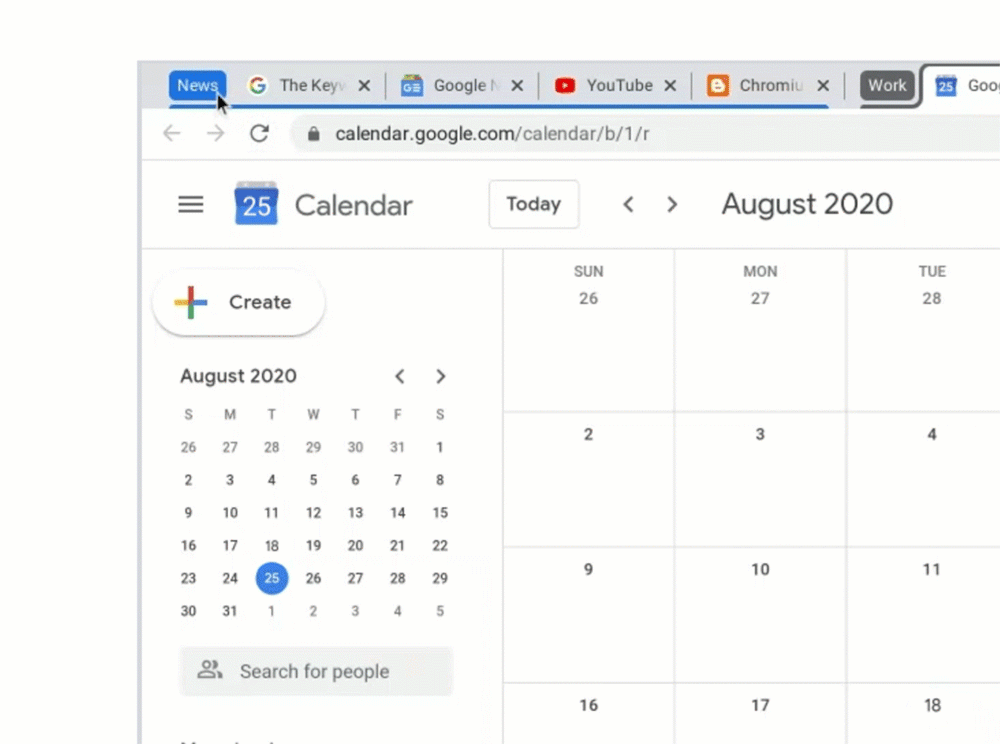 News The Keyw Google N YouTube Chromiu Work 25 Goo
calendar.google.com/calendar/b/1/r
25 Calendar Today August 2020
Create
August 2020
S M T W T F S
26 27 28 29 30 31 1
2 3 4 5 6 7 8
9 10 11 12 13 14 15
16 17 18 19 20 21 22
23 24 25 26 27 28 29
30 31 1 2 3 4 5
Search for people
SUN MON TUE
26 27 28
2 3 4
9 10 11
16 17 18